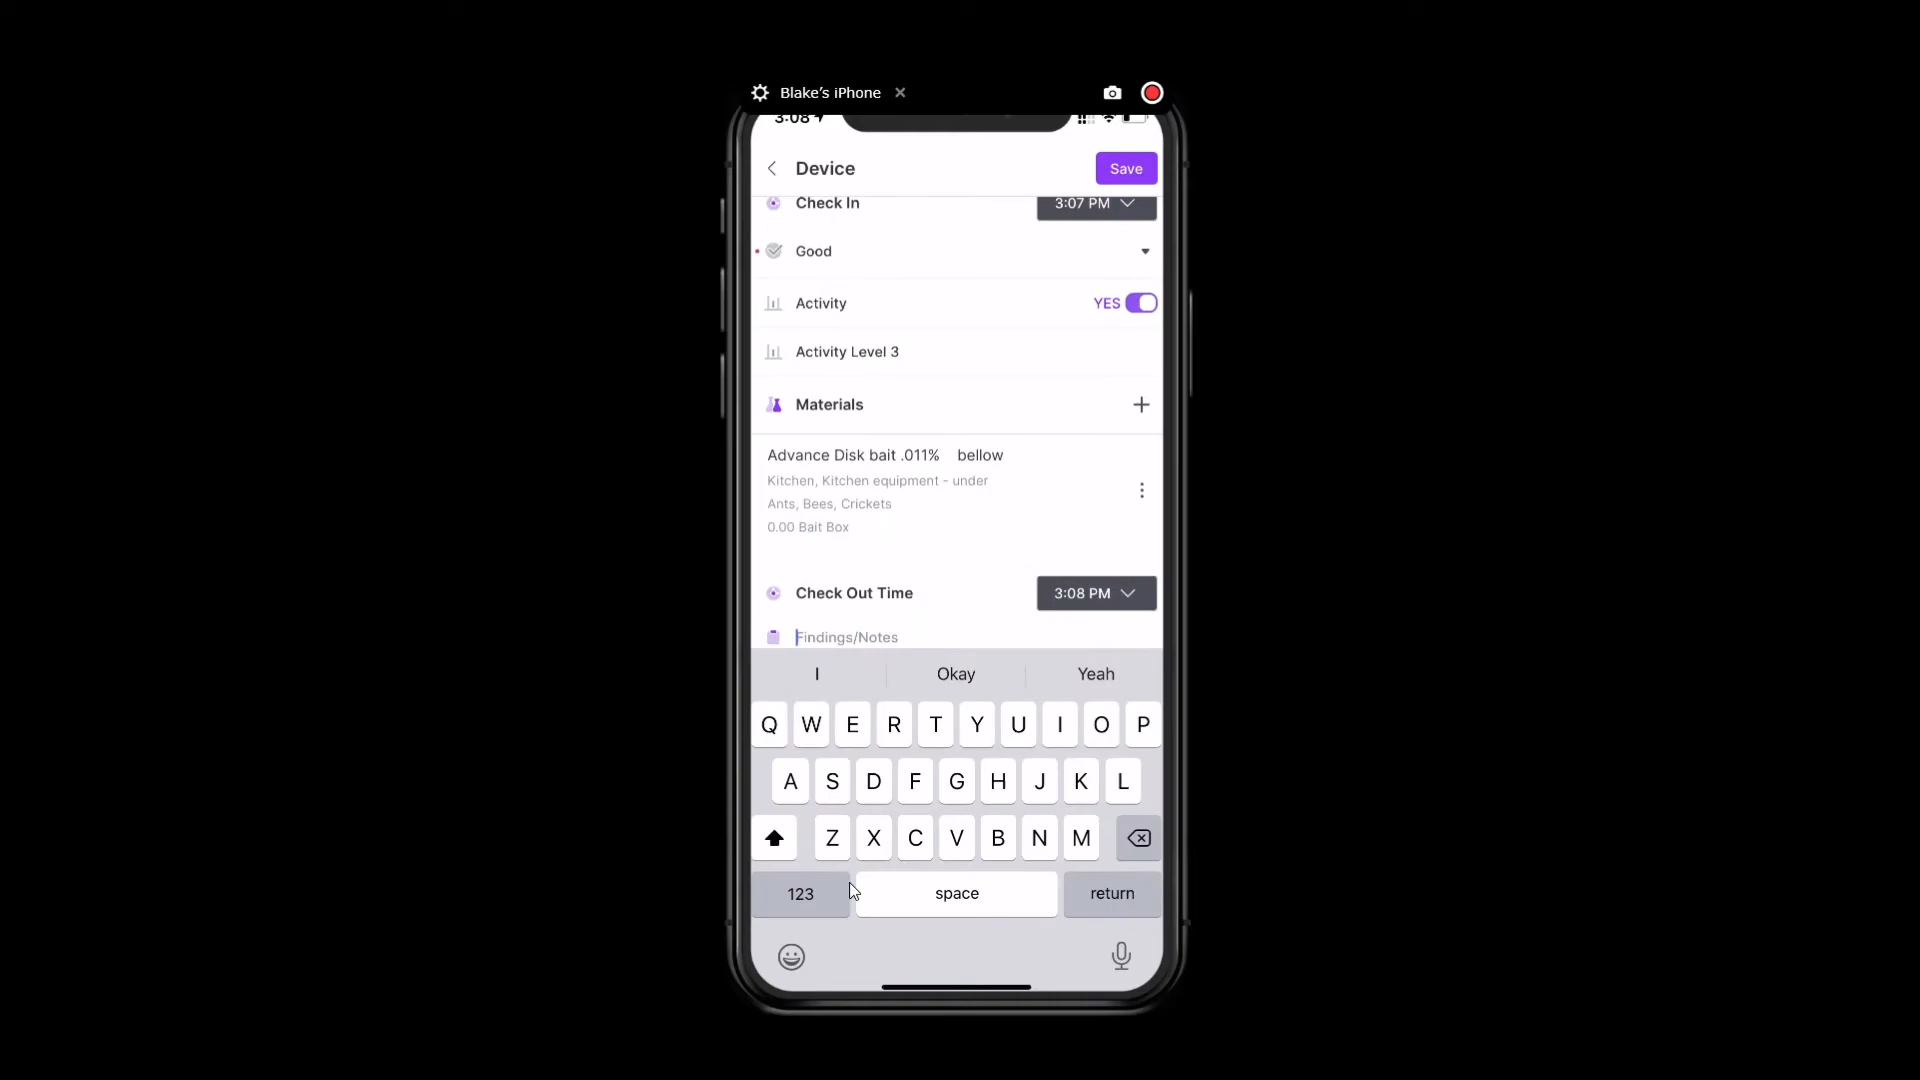 Blake's iPhone
3:08
Device
Save
Check In
3:07 PM
Good
Activity
YES
Activity Level 3
Materials
Advance Disk bait .011% bellow
Kitchen, Kitchen equipment - under
Ants, Bees, Crickets
0.00 Bait Box
Check Out Time
3:08 PM
Findings/Notes
I Okay Yeah
Q W E R T Y U I O P
A S D F G H J K L
Z X C V B N M
123 space return